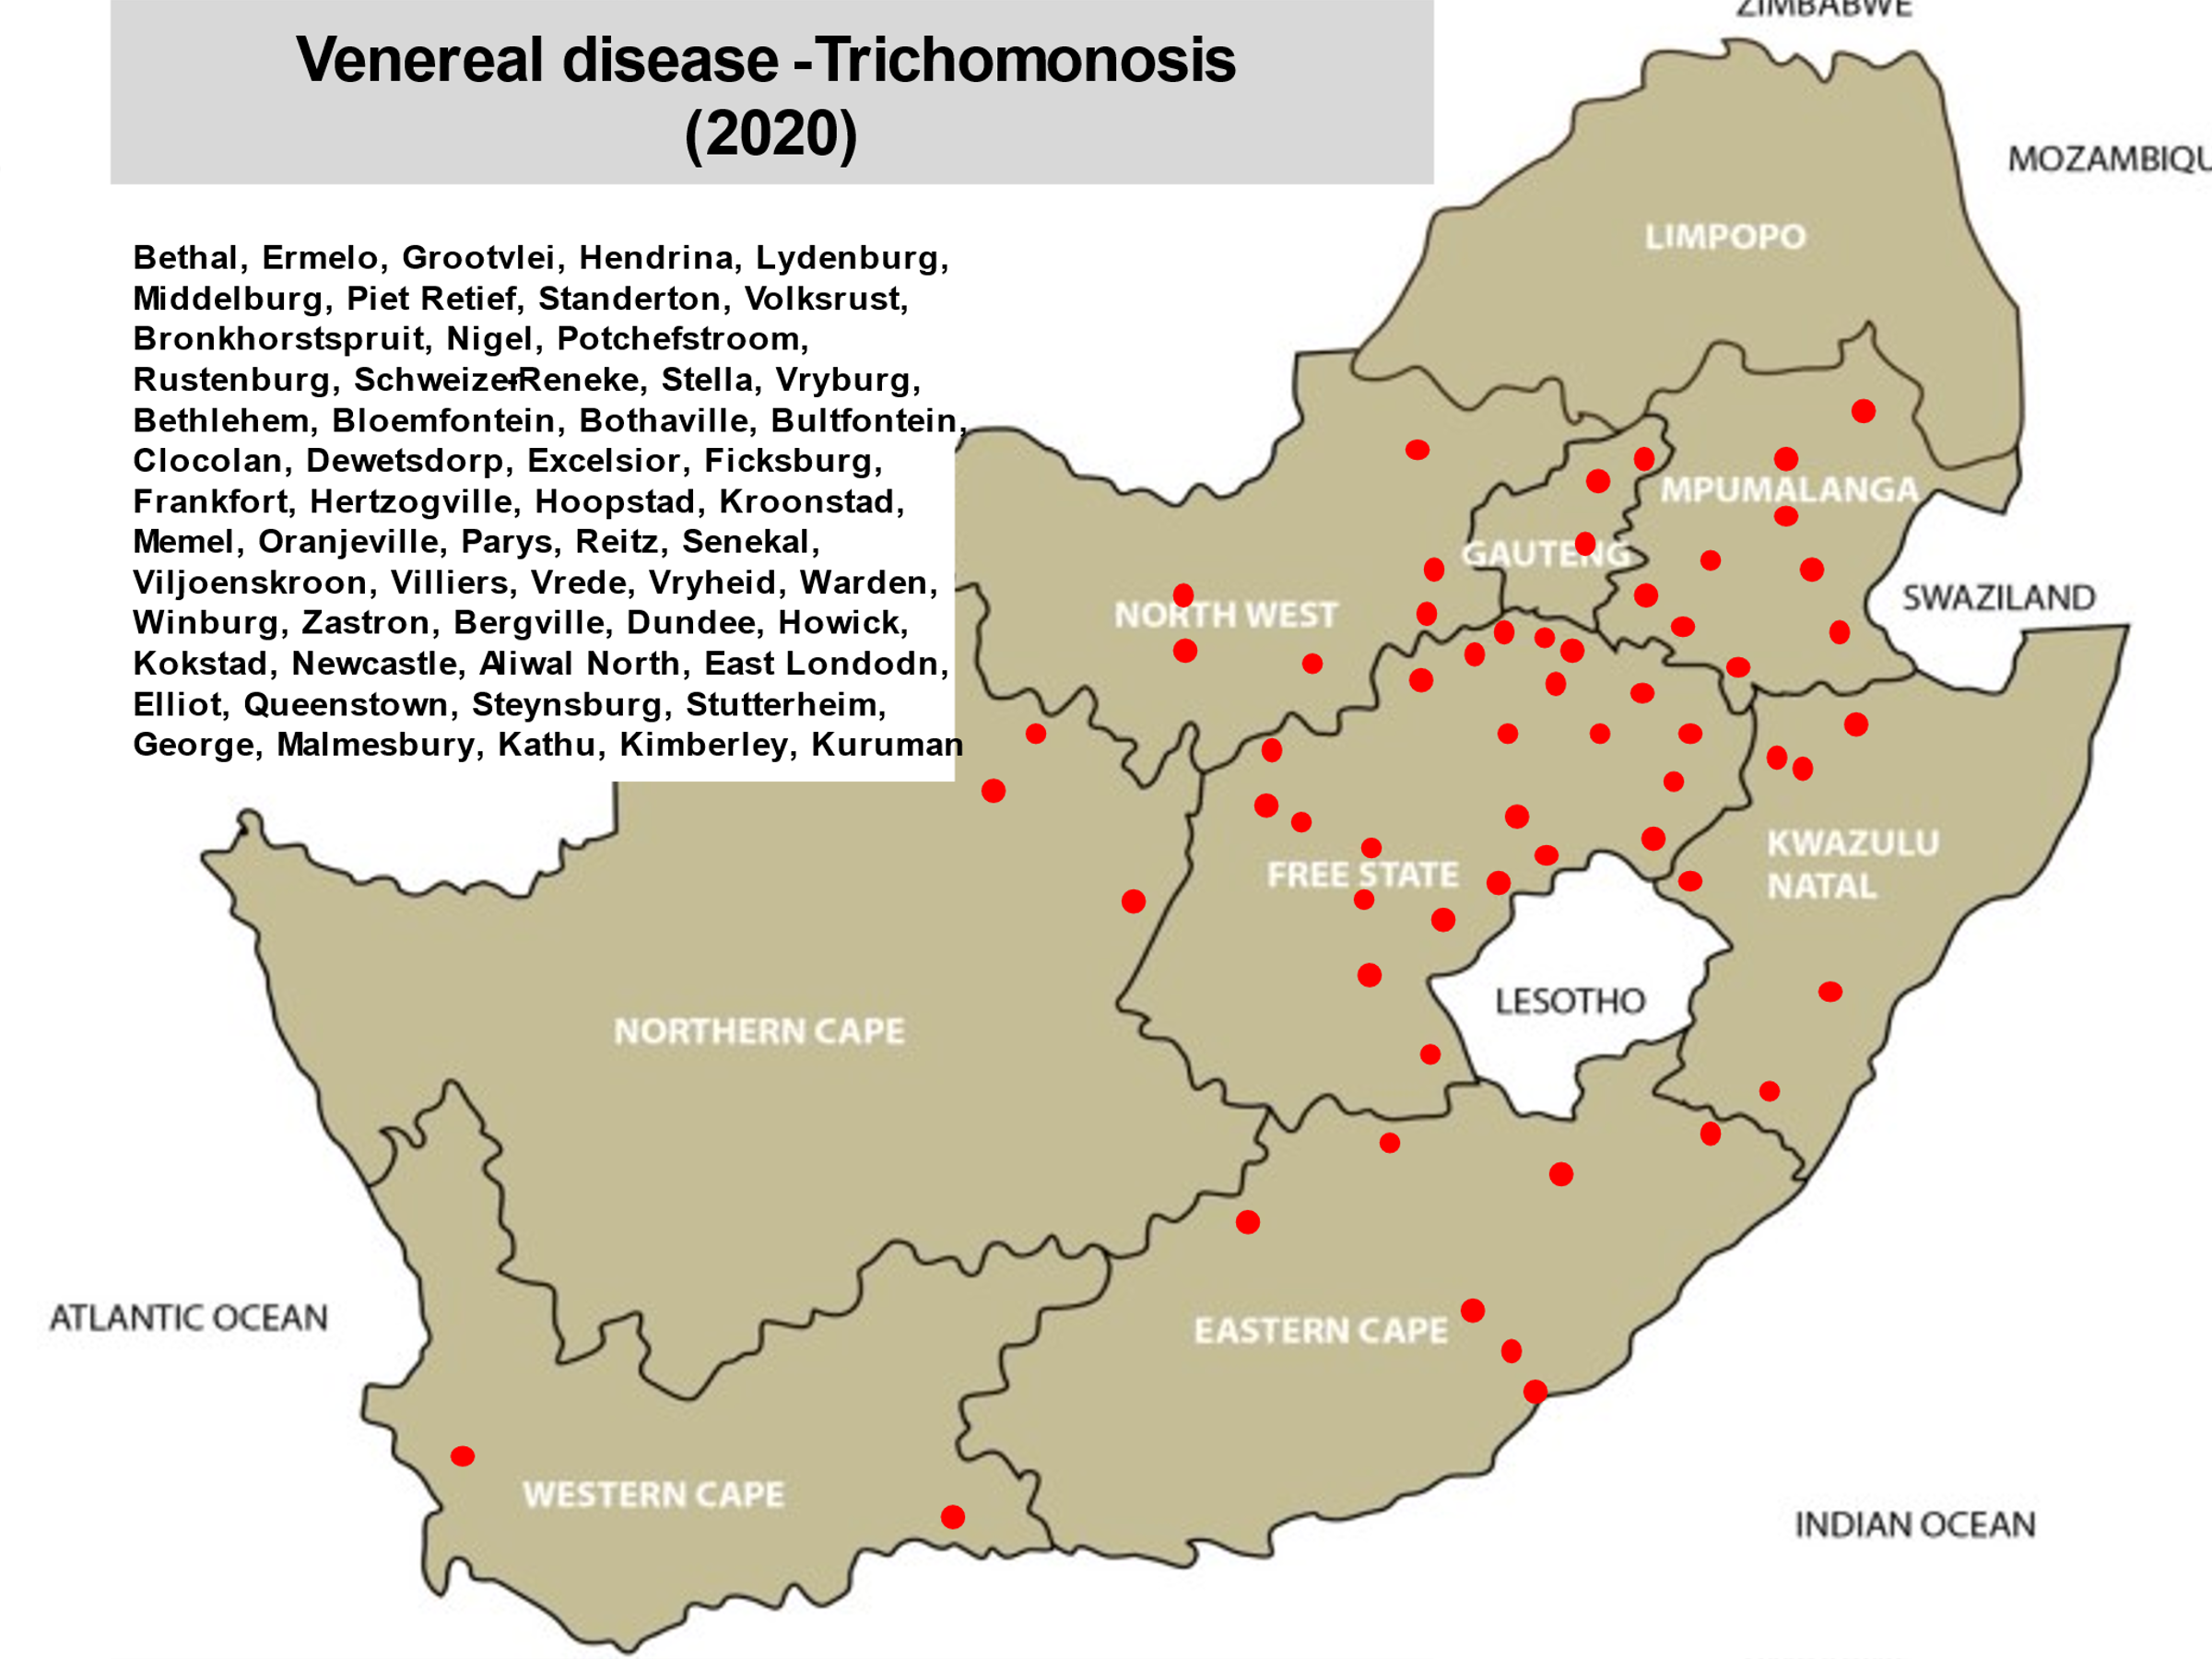 Venereal disease -Trichomonosis
(2020)
ZIMBABWE
MOZAMBIQU
Bethal, Ermelo, Grootvlei, Hendrina, Lydenburg,
Middelburg, Piet Retief, Standerton, Volksrust,
Bronkhorstspruit, Nigel, Potchefstroom,
Rustenburg, Schweizer-Reneke, Stella, Vryburg,
Bethlehem, Bloemfontein, Bothaville, Bultfontein,
Clocolan, Dewetsdorp, Excelsior, Ficksburg,
Frankfort, Hertzogville, Hoopstad, Kroonstad,
Memel, Oranjeville, Parys, Reitz, Senekal,
Viljoenskroon, Villiers, Vrede, Vryheid, Warden,
Winburg, Zastron, Bergville, Dundee, Howick,
Kokstad, Newcastle, Aliwal North, East Londodn,
Elliot, Queenstown, Steynsburg, Stutterheim,
George, Malmesbury, Kathu, Kimberley, Kuruman
LIMPOPO
MPUMALANGA
GAUTENG
SWAZILAND
NORTH WEST
KWAZULU
NATAL
FREE STATE
LESOTHO
NORTHERN CAPE
ATLANTIC OCEAN
EASTERN CAPE
WESTERN CAPE
INDIAN OCEAN